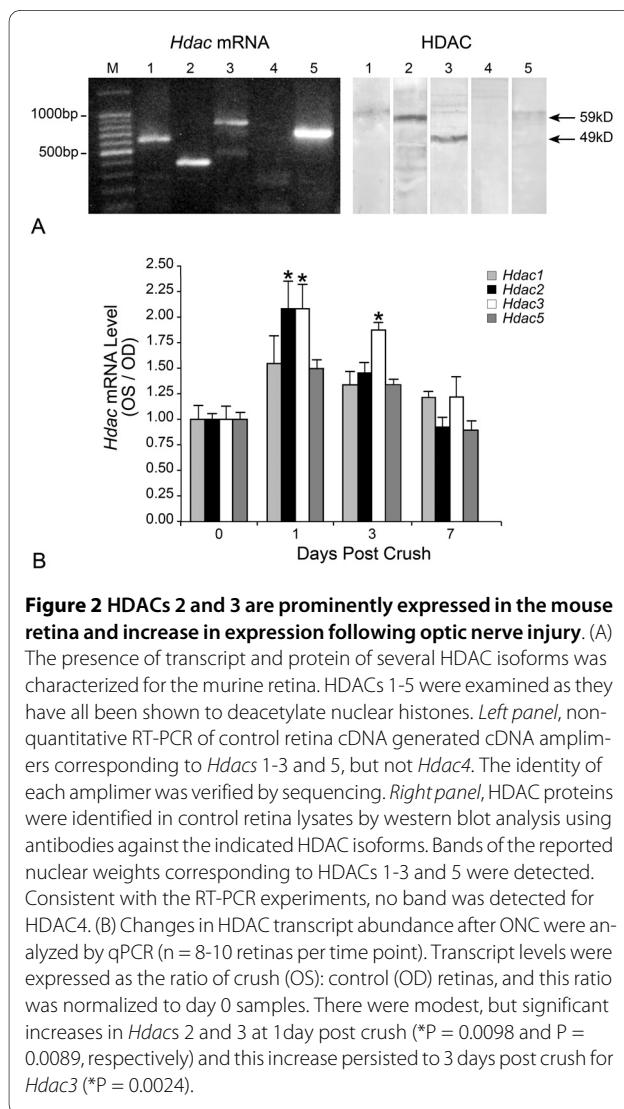 Hdac mRNA HDAC
M 1 2 3 4 5 1 2 3 4 5
1000bp
59kD
500bp
49kD
A
2.50
2.25
2.00
1.75
1.50
1.25
1.00
0.75
0.50
0.25
0.00
Hdac mRNA Level
(OS / OD)
* *
*
Hdac1
Hdac2
Hdac3
Hdac5
0 1 3 7
Days Post Crush
B
Figure 2 HDACs 2 and 3 are prominently expressed in the mouse
retina and increase in expression following optic nerve injury. (A)
The presence of transcript and protein of several HDAC isoforms was
characterized for the murine retina. HDACs 1-5 were examined as they
have all been shown to deacetylate nuclear histones. Left panel, non-
quantitative RT-PCR of control retina cDNA generated cDNA amplim-
ers corresponding to Hdacs 1-3 and 5, but not Hdac4. The identity of
each amplimer was verified by sequencing. Right panel, HDAC proteins
were identified in control retina lysates by western blot analysis using
antibodies against the indicated HDAC isoforms. Bands of the reported
nuclear weights corresponding to HDACs 1-3 and 5 were detected.
Consistent with the RT-PCR experiments, no band was detected for
HDAC4. (B) Changes in HDAC transcript abundance after ONC were an-
alyzed by qPCR (n = 8-10 retinas per time point). Transcript levels were
expressed as the ratio of crush (OS): control (OD) retinas, and this ratio
was normalized to day 0 samples. There were modest, but significant
increases in Hdacs 2 and 3 at 1day post crush (*P = 0.0098 and P =
0.0089, respectively) and this increase persisted to 3 days post crush for
Hdac3 (*P = 0.0024).